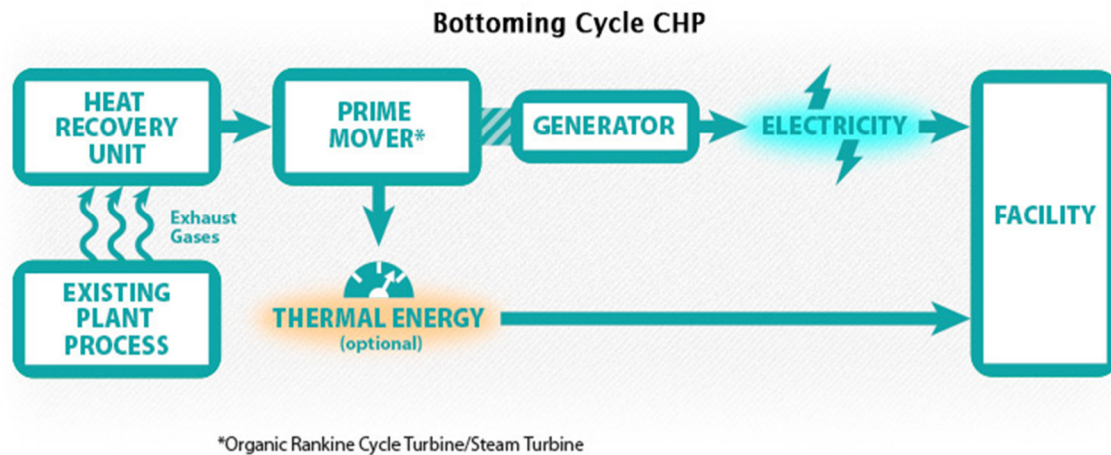 Bottoming Cycle CHP
HEAT
RECOVERY
UNIT
PRIME
MOVER*
GENERATOR
ELECTRICITY
FACILITY
Exhaust
Gases
EXISTING
PLANT
PROCESS
THERMAL ENERGY
(optional)
*Organic Rankine Cycle Turbine/Steam Turbine